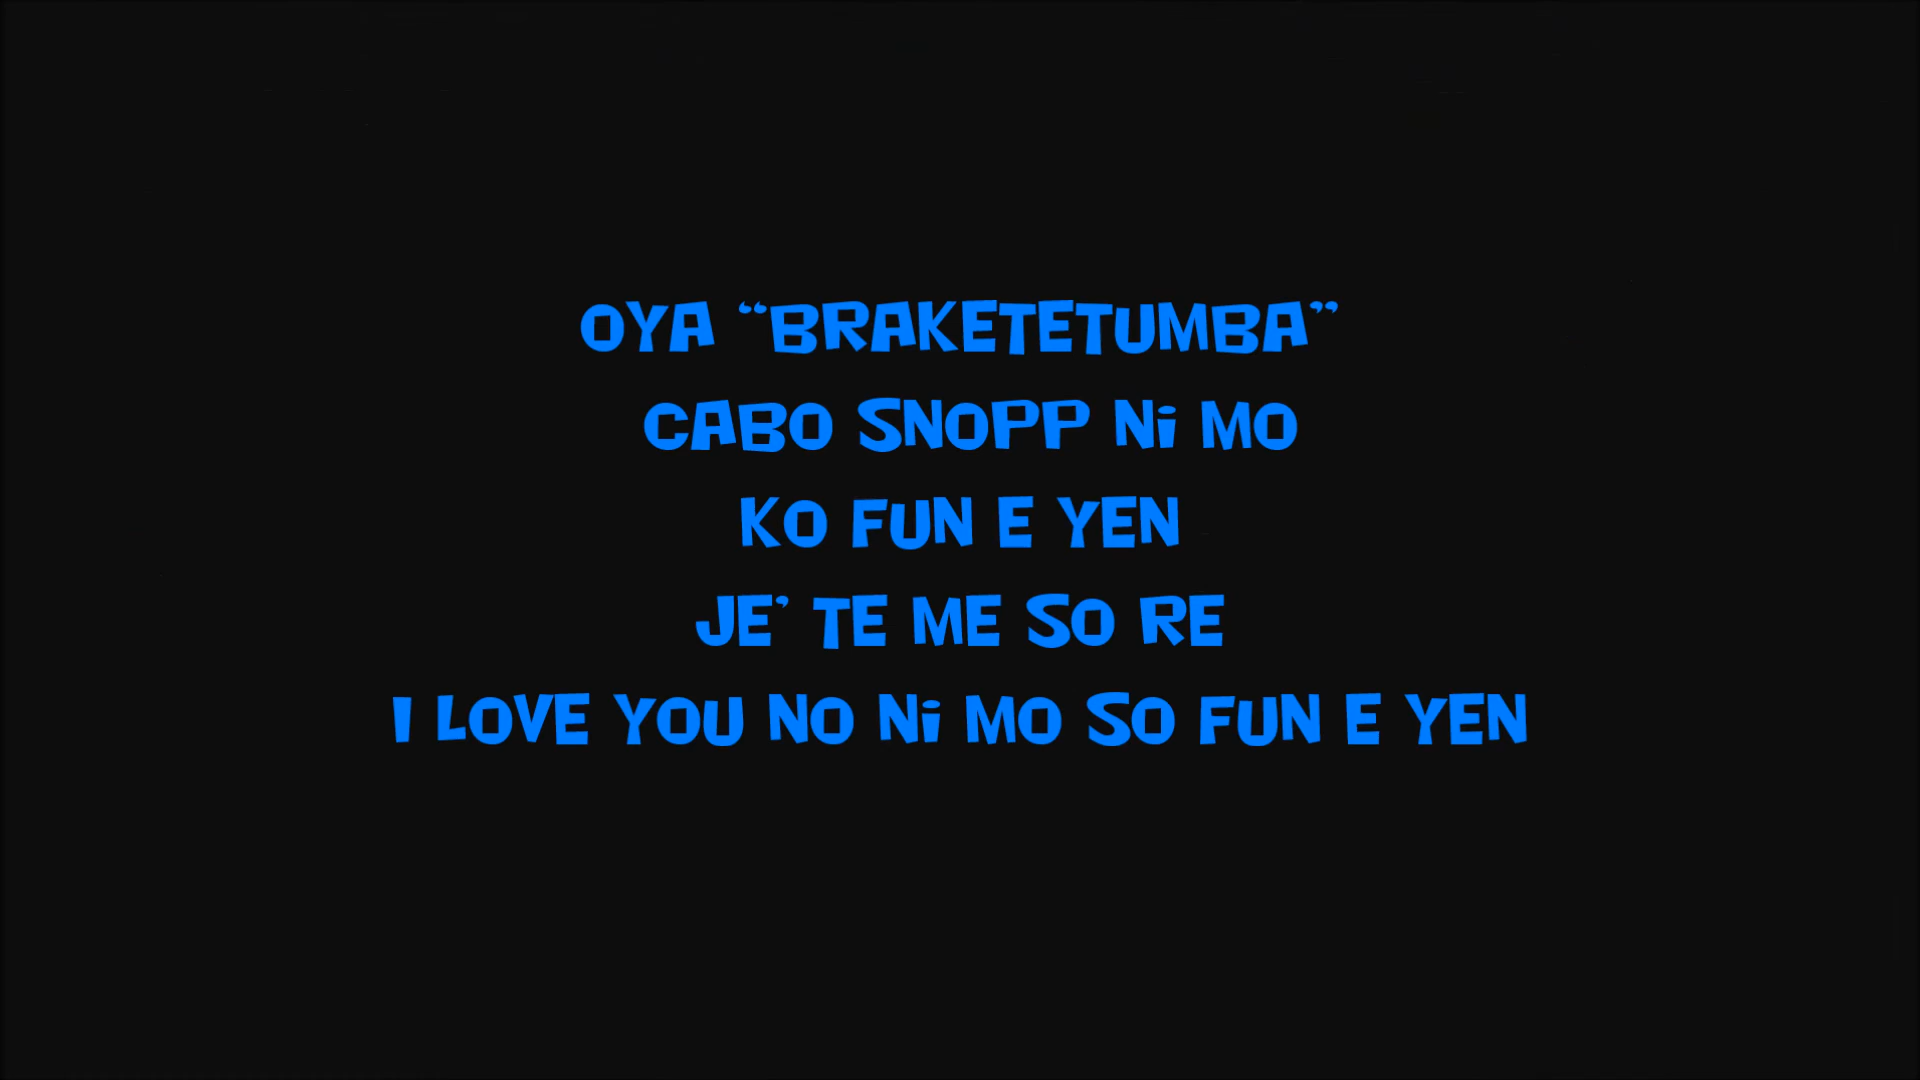 OYA “BRAKETETUMBA”
CABO SNOPP Ni MO
KO FUN E YEN
JE’ TE ME SO RE
I LOVE YOU NO Ni MO SO FUN E YEN